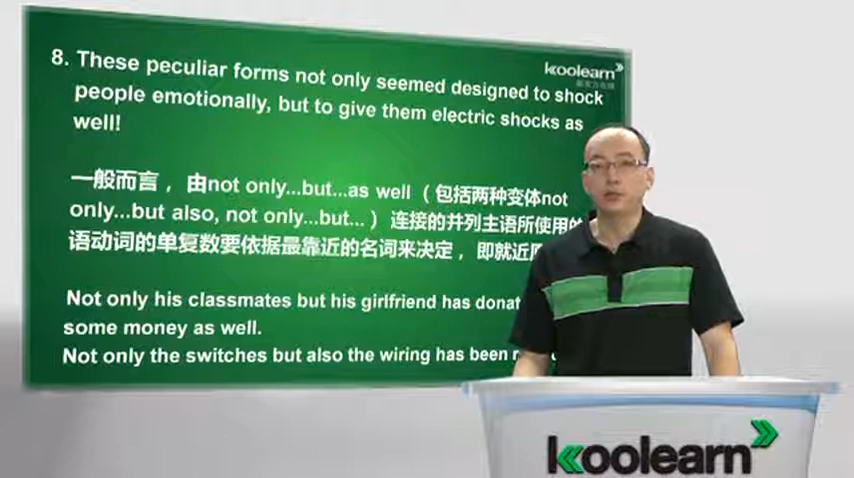 8. These peculiar forms not only seemed designed to shock
people emotionally, but to give them electric shocks as
well!
一般而言，由not only...but...as well（包括两种变体not
only...but also, not only...but...）连接的并列主语所使用的
语动词的单复数要依据最靠近的名词来决定，即就近
Not only his classmates but his girlfriend has
some money as well.
Not only the switches but also the wiring has been
koolearn
新东方在线
koolearn